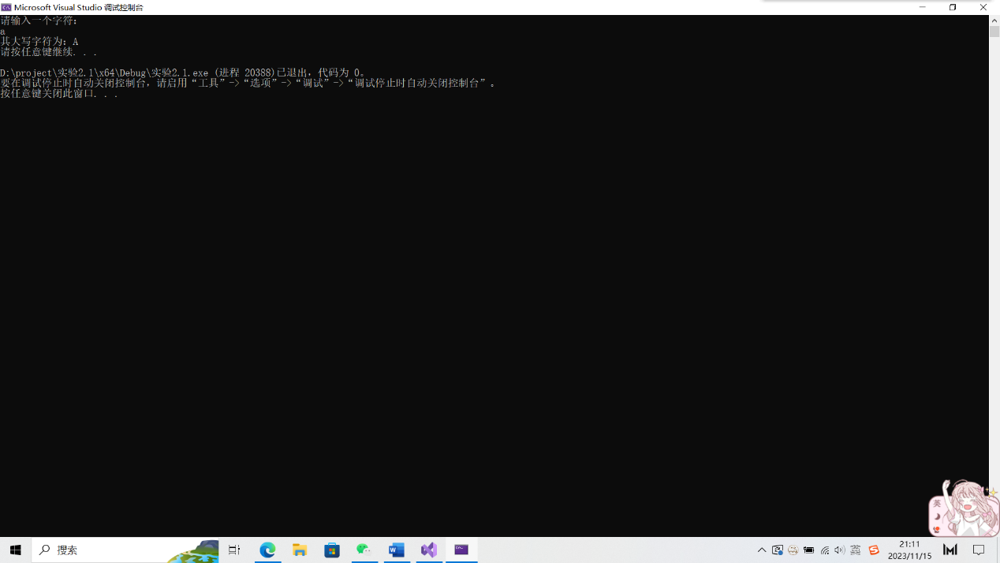 Microsoft Visual Studio 调试控制台
请输入一个字符:
a
其大写字符为: A
请按任意键继续. . .
D:\project\实验2.1\x64\Debug\实验2.1.exe (进程 20388)已退出，代码为 0。
要在调试停止时自动关闭控制台，请启用“工具”->“选项”->“调试”->“调试停止时自动关闭控制台”。
按任意键关闭此窗口. . .
英
搜索
英
21:11
2023/11/15